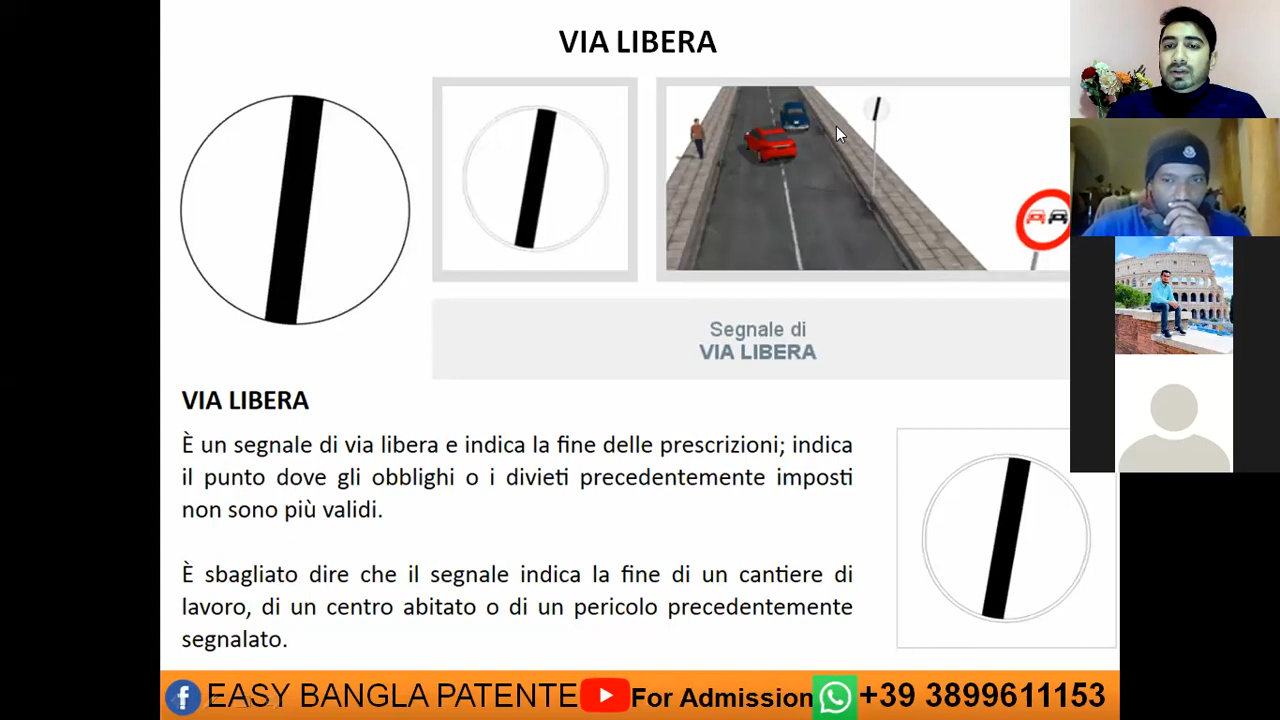 VIA LIBERA
Segnale di
VIA LIBERA
VIA LIBERA
È un segnale di via libera e indica la fine delle prescrizioni; indica
il punto dove gli obblighi o i divieti precedentemente imposti
non sono più validi.
È sbagliato dire che il segnale indica la fine di un cantiere di
lavoro, di un centro abitato o di un pericolo precedentemente
segnalato.
EASY BANGLA PATENTE For Admission +39 3899611153